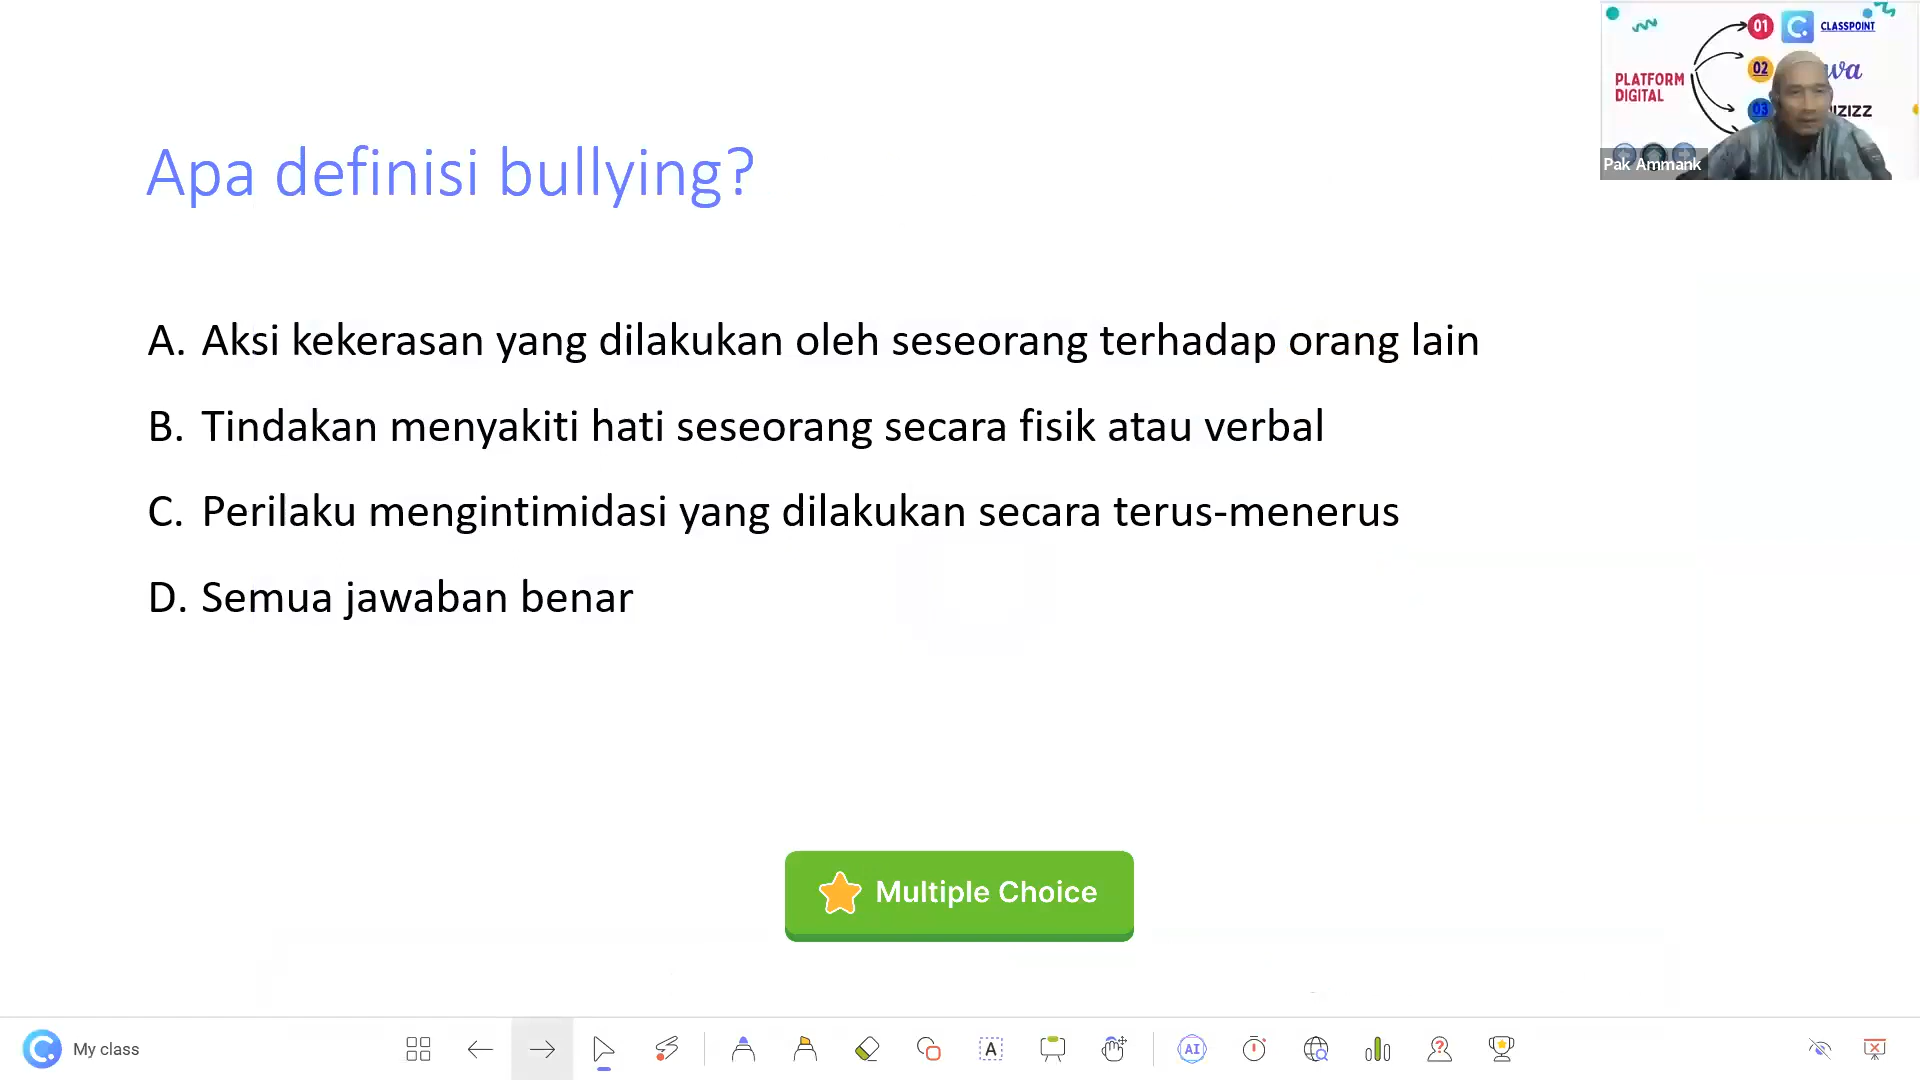 Apa definisi bullying?
A. Aksi kekerasan yang dilakukan oleh seseorang terhadap orang lain
B. Tindakan menyakiti hati seseorang secara fisik atau verbal
C. Perilaku mengintimidasi yang dilakukan secara terus-menerus
D. Semua jawaban benar
Multiple Choice
PLATFORM
DIGITAL
01 CLASSPOINT
02
03
Pak Ammank
My class
A
AI